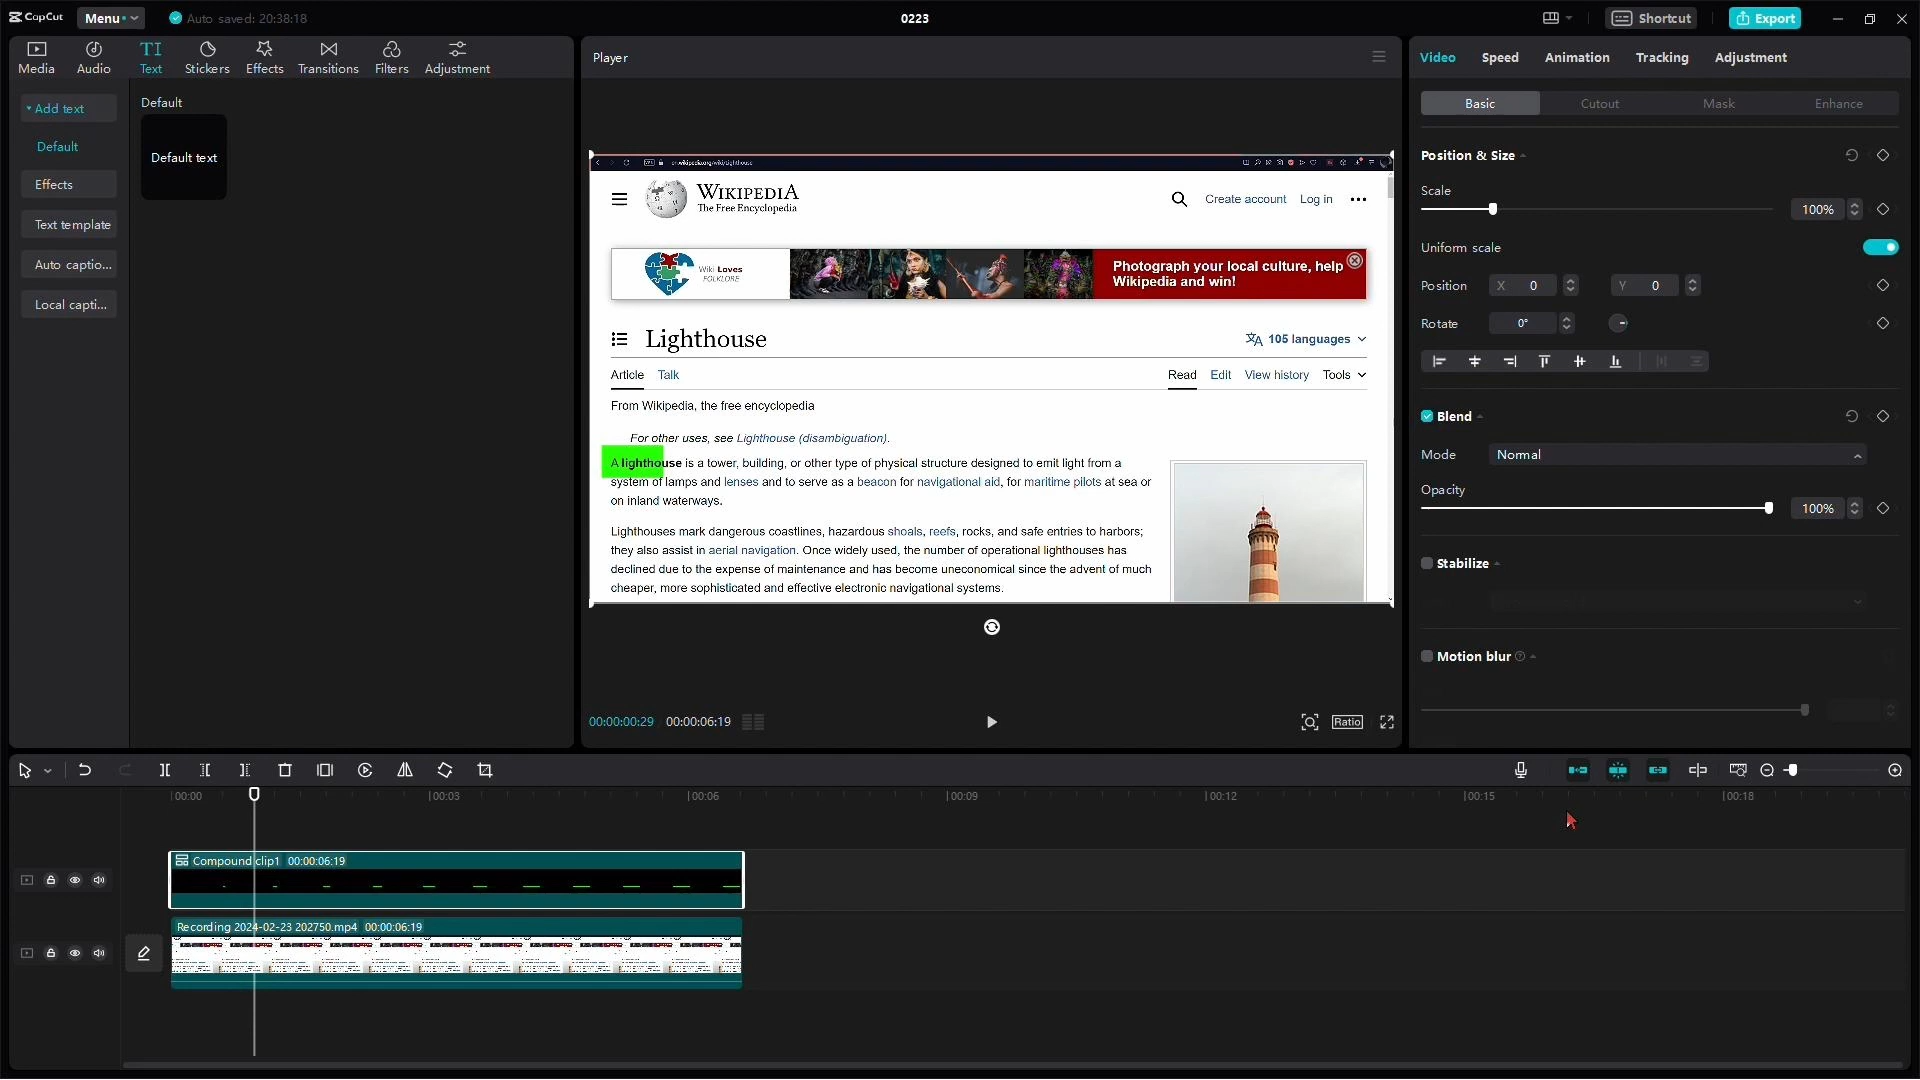 CapCut
Menu
Auto saved: 20:38:18
0223
Shortcut
Export
Media
Audio
TI
Text
Stickers
Effects
Transitions
Filters
Adjustment
Add text
Default
Effects
Text template
Auto captio...
Local capti...
Default
Default text
Player
en.wikipedia.org/wiki/Lighthouse
WIKIPEDIA
The Free Encyclopedia
Create account
Log in
Wiki Loves
FOLKLORE
Photograph your local culture, help
Wikipedia and win!
Lighthouse
105 languages
Article
Talk
Read
Edit
View history
Tools
From Wikipedia, the free encyclopedia
For other uses, see Lighthouse (disambiguation).
A lighthouse is a tower, building, or other type of physical structure designed to emit light from a
system of lamps and lenses and to serve as a beacon for navigational aid, for maritime pilots at sea or
on inland waterways.
Lighthouses mark dangerous coastlines, hazardous shoals, reefs, rocks, and safe entries to harbors;
they also assist in aerial navigation. Once widely used, the number of operational lighthouses has
declined due to the expense of maintenance and has become uneconomical since the advent of much
cheaper, more sophisticated and effective electronic navigational systems.
00:00:00:29
00:00:06:19
Ratio
Video
Speed
Animation
Tracking
Adjustment
Basic
Cutout
Mask
Enhance
Position & Size
Scale
100%
Uniform scale
Position
X 0
Y 0
Rotate
0°
Blend
Mode
Normal
Opacity
100%
Stabilize
Motion blur
00:00
00:03
00:06
00:09
00:12
00:15
00:18
Compound clip1 00:00:06:19
Recording 2024-02-23 202750.mp4 00:00:06:19